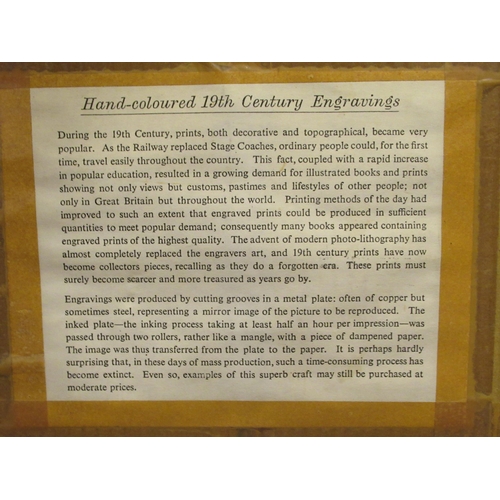 Hand-coloured 19th Century Engravings
During the 19th Century, prints, both decorative and topographical, became very
popular. As the Railway replaced Stage Coaches, ordinary people could, for the first
time, travel easily throughout the country. This fact, coupled with a rapid increase
in popular education, resulted in a growing demand for illustrated books and prints
showing not only views but customs, pastimes and lifestyles of other people; not
only in Great Britain but throughout the world. Printing methods of the day had
improved to such an extent that engraved prints could be produced in sufficient
quantities to meet popular demand; consequently many books appeared containing
engraved prints of the highest quality. The advent of modern photo-lithography has
almost completely replaced the engravers art, and 19th century prints have now
become collectors pieces, recalling as they do a forgotten era. These prints must
surely become scarcer and more treasured as years go by.
Engravings were produced by cutting grooves in a metal plate: often of copper but
sometimes steel, representing a mirror image of the picture to be reproduced. The
inked plate—the inking process taking at least half an hour per impression—was
passed through two rollers, rather like a mangle, with a piece of dampened paper.
The image was thus transferred from the plate to the paper. It is perhaps hardly
surprising that, in these days of mass production, such a time-consuming process has
become extinct. Even so, examples of this superb craft may still be purchased at
moderate prices.